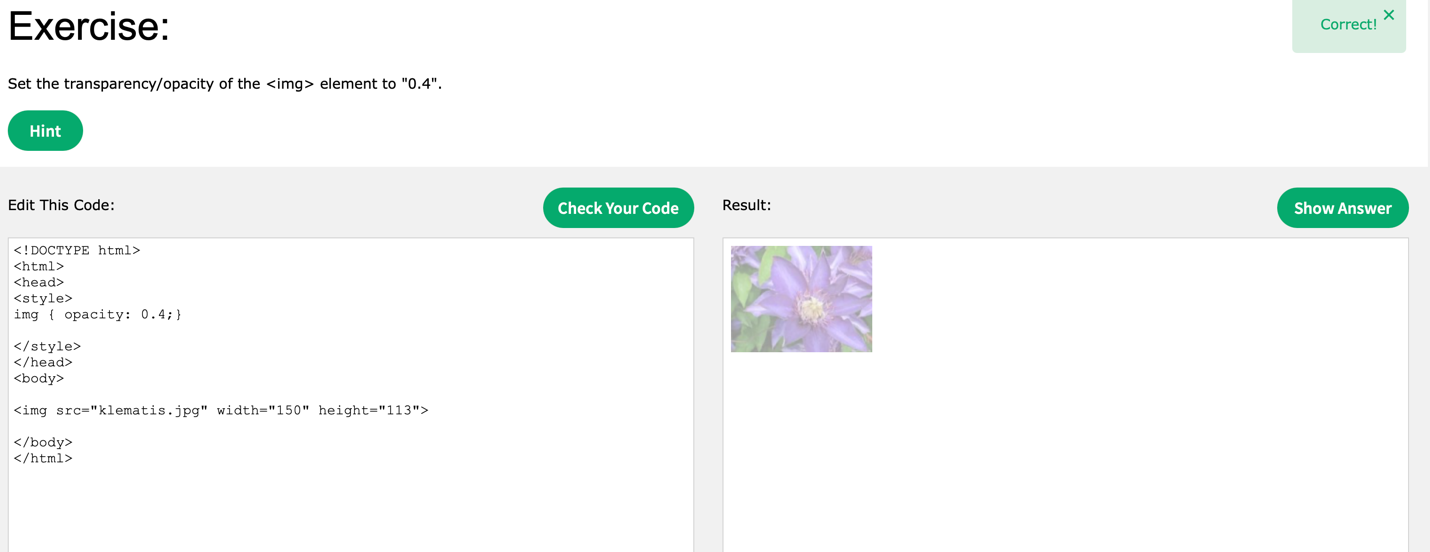 Exercise:
Correct!
×
Set the transparency/opacity of the <img> element to "0.4".
Hint
Edit This Code:
Check Your Code
<!DOCTYPE html>
<html>
<head>
<style>
img { opacity: 0.4;}
</style>
</head>
<body>
<img src="klematis.jpg" width="150" height="113">
</body>
</html>
Result:
Show Answer